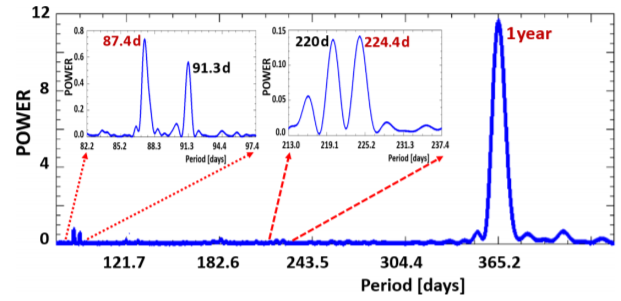 12
8
4
0
POWER
0.8
0.6
0.4
0.2
0.0
POWER
87.4d
91.3d
82.2 85.2 88.3 91.3 94.4 97.4
Period [days]
0.15
0.10
0.05
0.0
POWER
220d 224.4d
213.0 219.1 225.2 231.3 237.4
Period [days]
1year
121.7 182.6 243.5 304.4 365.2
Period [days]